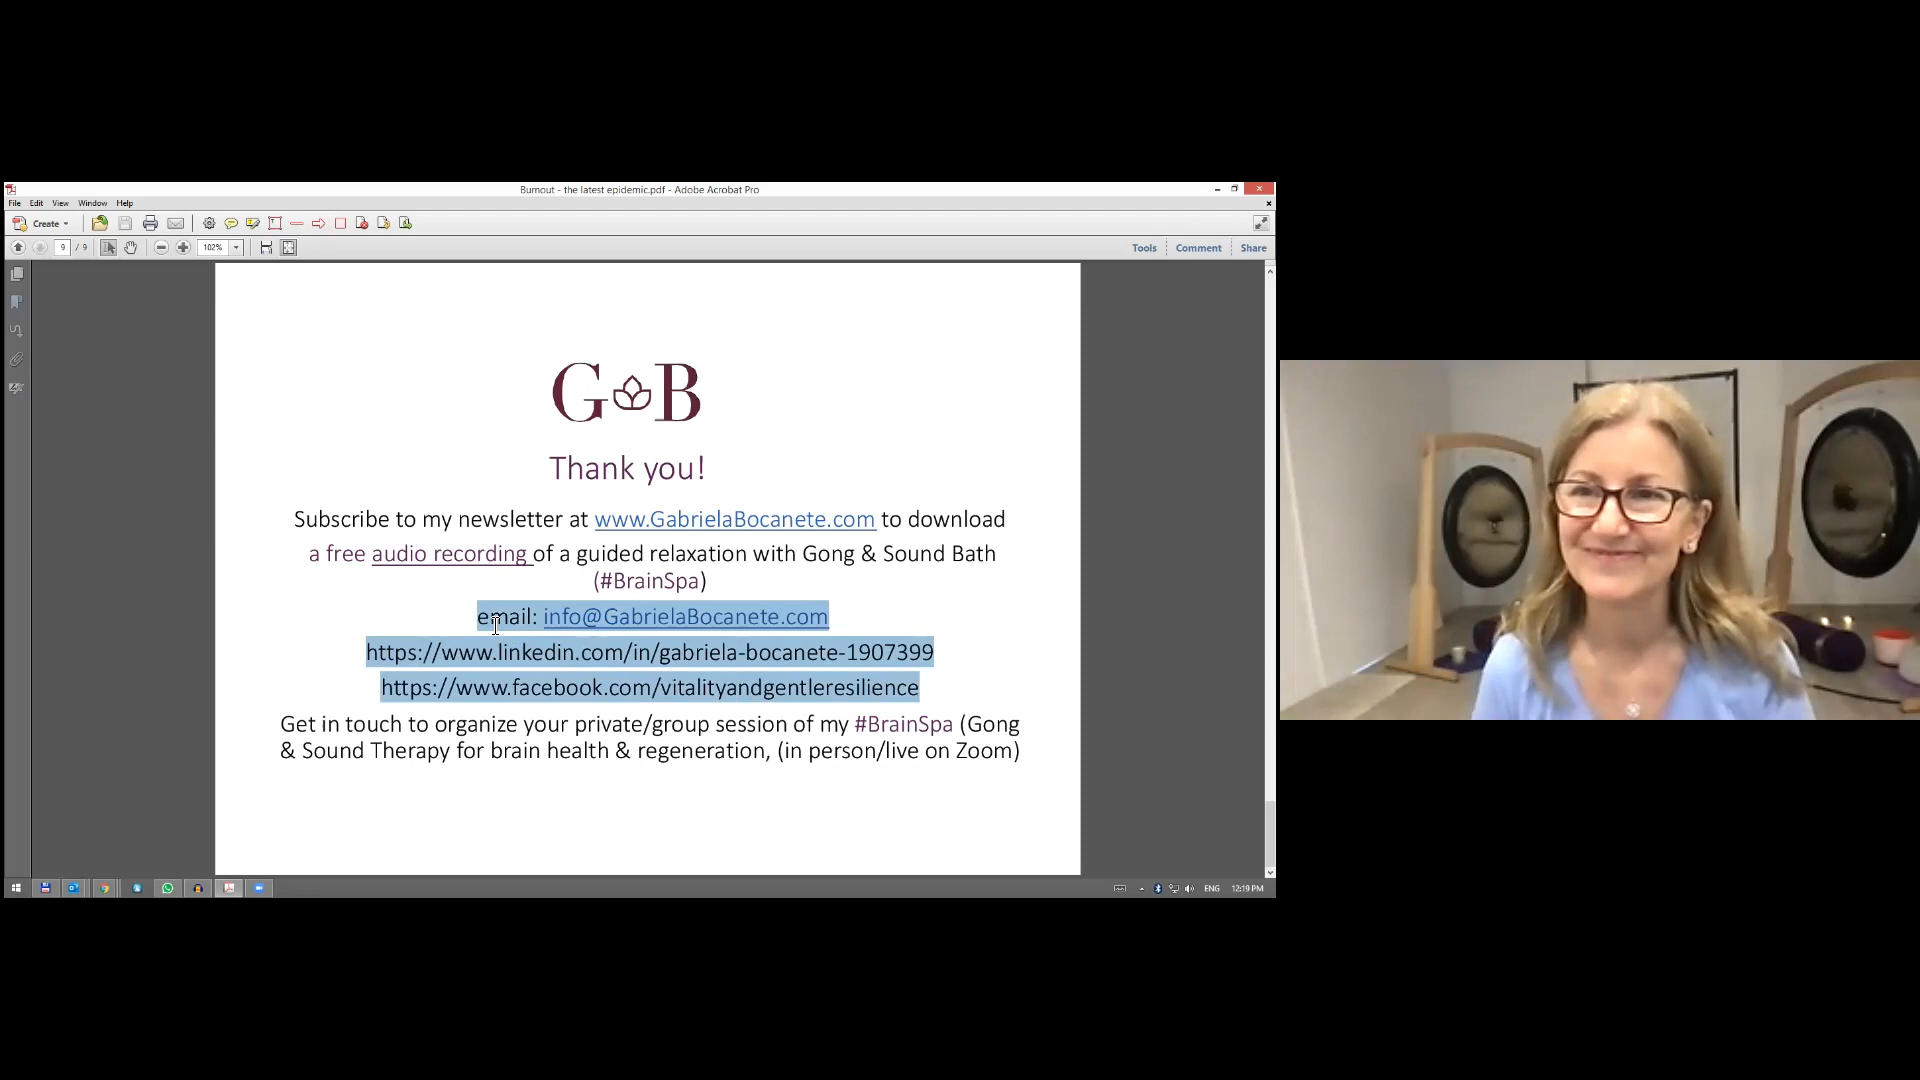 Burnout - the latest epidemic.pdf - Adobe Acrobat Pro
File Edit View Window Help
Create
9 / 9 102% Tools Comment Share
G B
Thank you!
Subscribe to my newsletter at www.GabrielaBocanete.com to download
a free audio recording of a guided relaxation with Gong & Sound Bath
(#BrainSpa)
email: info@GabrielaBocanete.com
https://www.linkedin.com/in/gabriela-bocanete-1907399
https://www.facebook.com/vitalityandgentleresilience
Get in touch to organize your private/group session of my #BrainSpa (Gong
& Sound Therapy for brain health & regeneration, (in person/live on Zoom)
ENG 12:19 PM